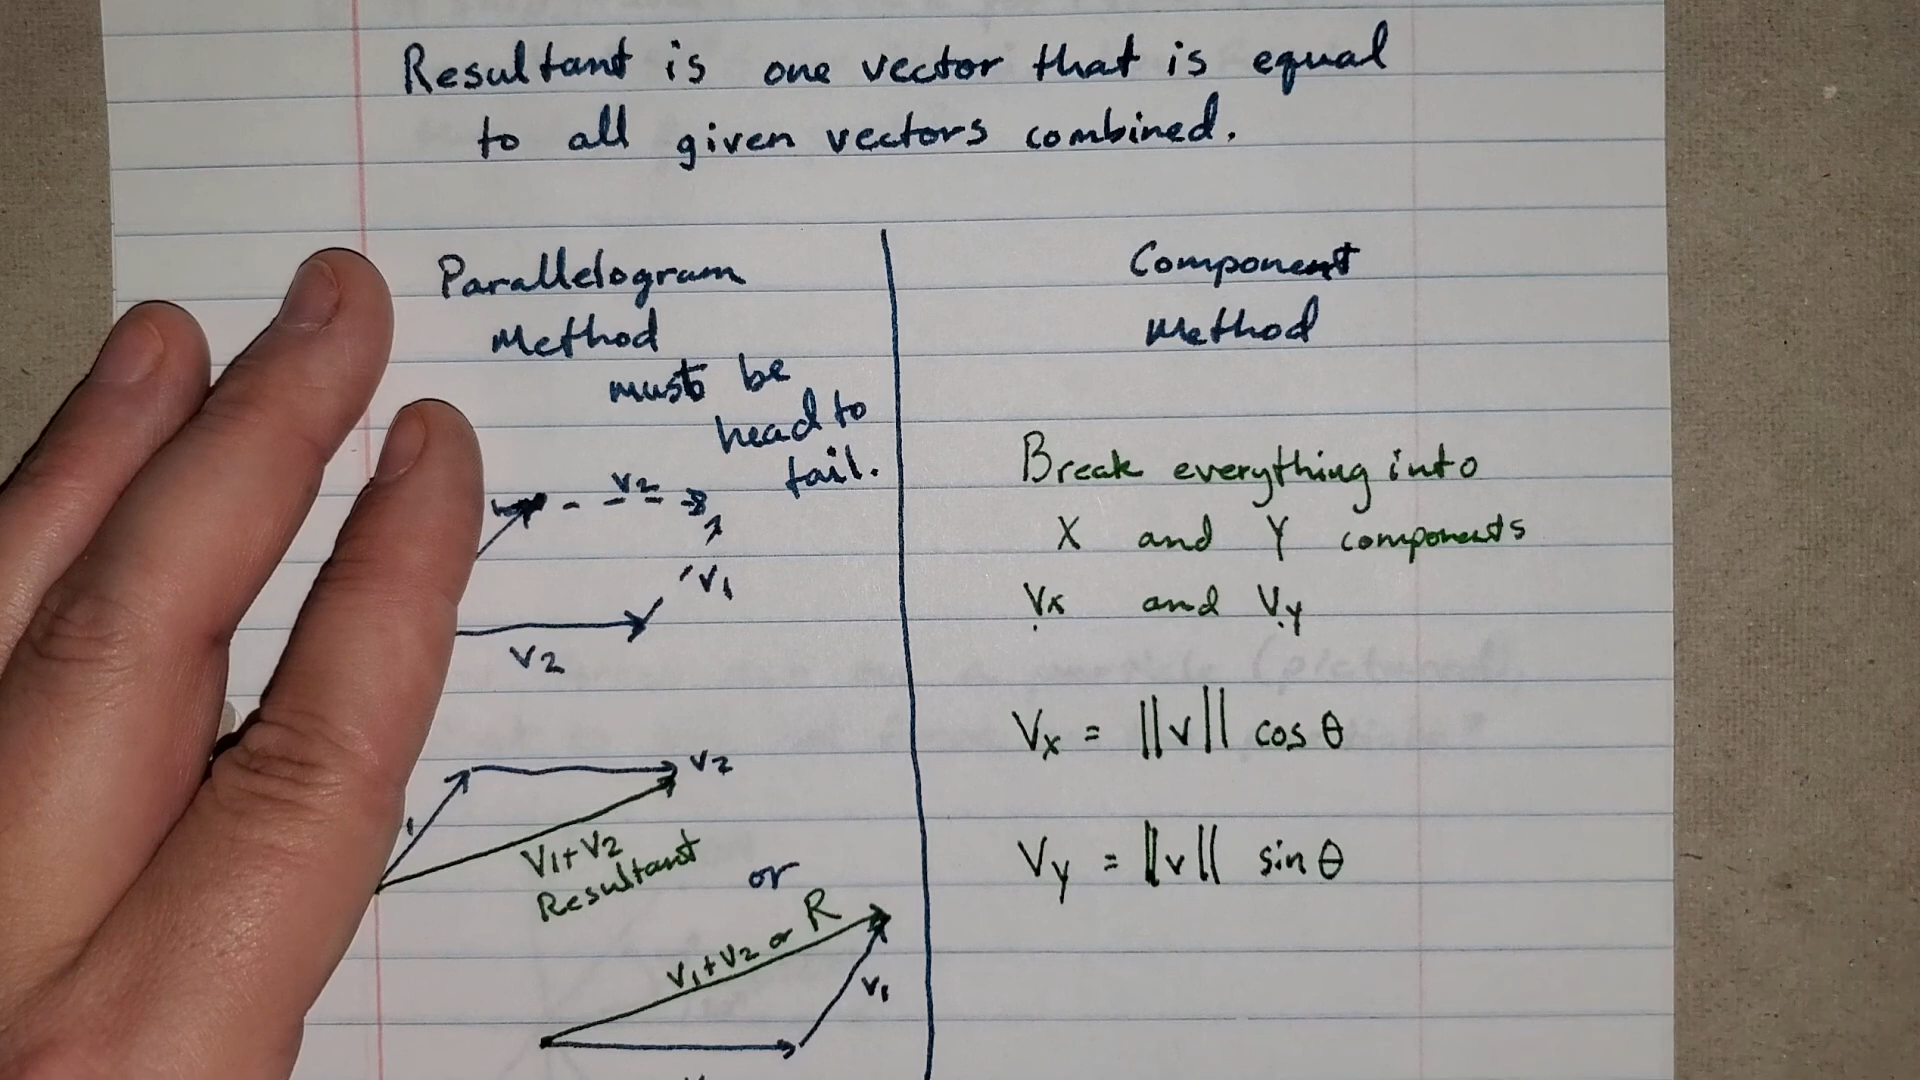 Resultant is one vector that is equal
to all given vectors combined.
Parallelogram
Method
must be
head to
tail.
V2
V1
V2
V2
V1+V2
Resultant
or
V1+V2 or R
V1
Component
Method
Break everything into
X and Y components
Vx and Vy
Vx = ||v|| cos θ
Vy = ||v|| sin θ